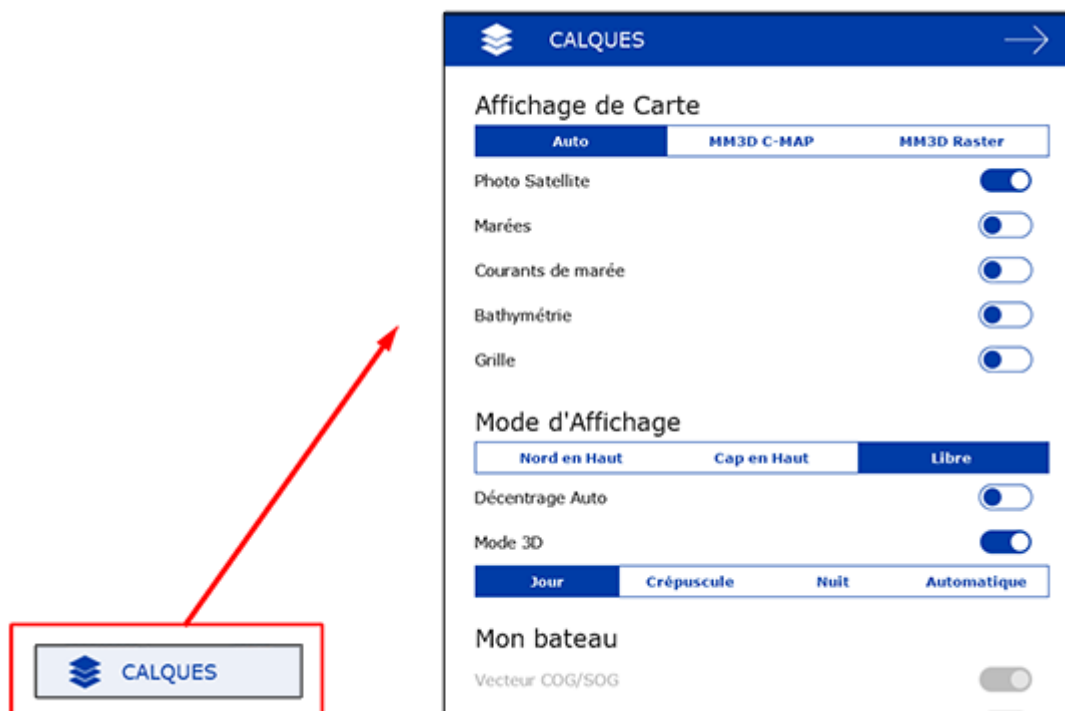 CALQUES
Affichage de Carte
Auto MM3D C-MAP MM3D Raster
Photo Satellite
Marées
Courants de marée
Bathymétrie
Grille
Mode d'Affichage
Nord en Haut Cap en Haut Libre
Décentrage Auto
Mode 3D
Jour Crépuscule Nuit Automatique
Mon bateau
Vecteur COG/SOG
CALQUES